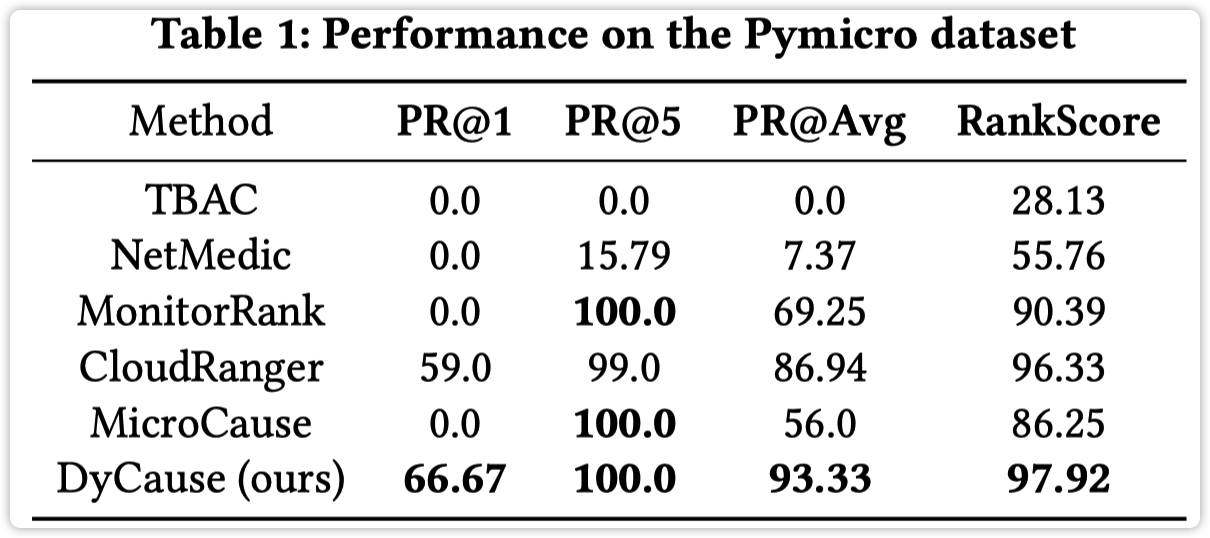 Table 1: Performance on the Pymicro dataset
Method PR@1 PR@5 PR@Avg RankScore
TBAC 0.0 0.0 0.0 28.13
NetMedic 0.0 15.79 7.37 55.76
MonitorRank 0.0 100.0 69.25 90.39
CloudRanger 59.0 99.0 86.94 96.33
MicroCause 0.0 100.0 56.0 86.25
DyCause (ours) 66.67 100.0 93.33 97.92